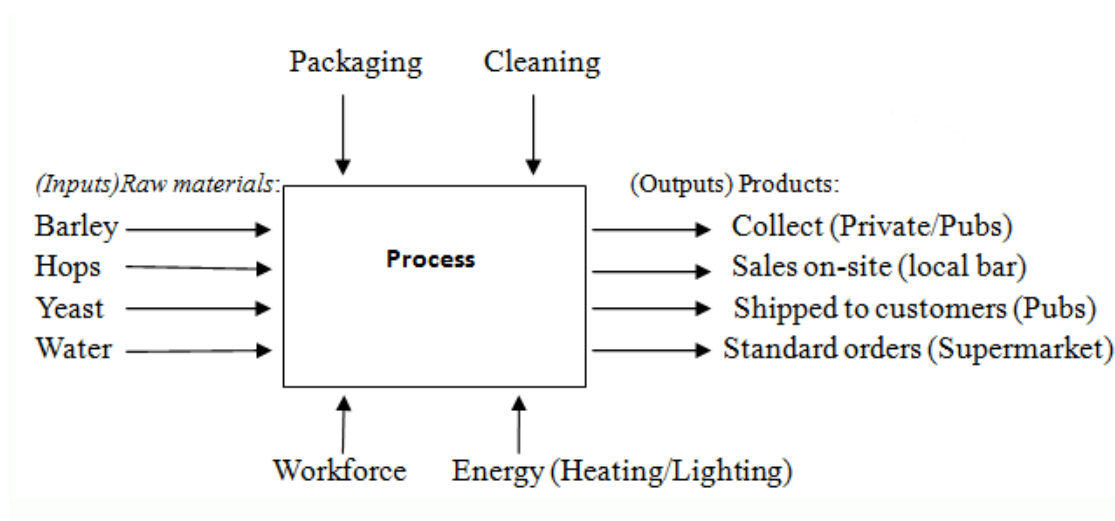 Packaging Cleaning
(Inputs)Raw materials: (Outputs) Products:
Barley Collect (Private/Pubs)
Process
Hops Sales on-site (local bar)
Yeast Shipped to customers (Pubs)
Water Standard orders (Supermarket)
Workforce Energy (Heating/Lighting)